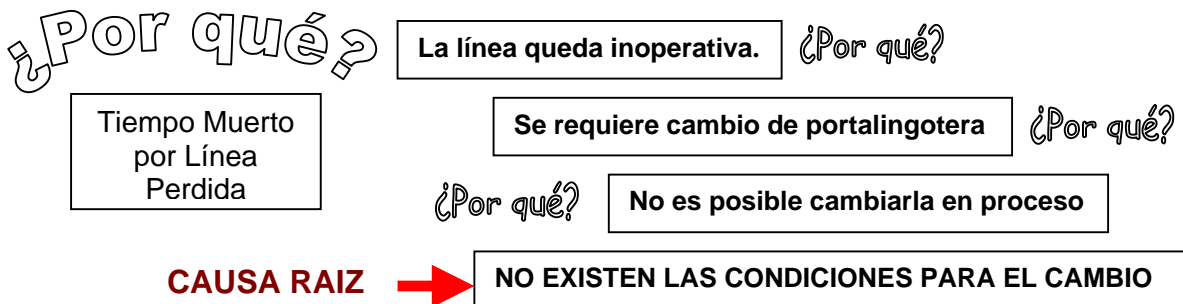 ¿Por qué?
La línea queda inoperativa.
¿Por qué?
Tiempo Muerto
por Línea
Perdida
Se requiere cambio de portalingotera
¿Por qué?
¿Por qué?
No es posible cambiarla en proceso
CAUSA RAIZ
NO EXISTEN LAS CONDICIONES PARA EL CAMBIO